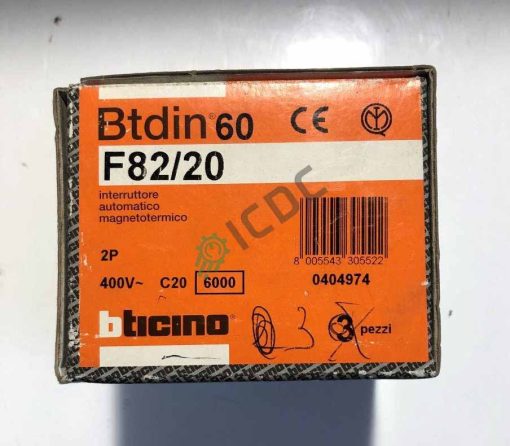 Btdin® 60
CE
F82/20
interruttore
automatico
magnetotermico
ICDC
2P
8 005543 305522
400V~ C20 6000
0404974
bticino
3 3 pezzi